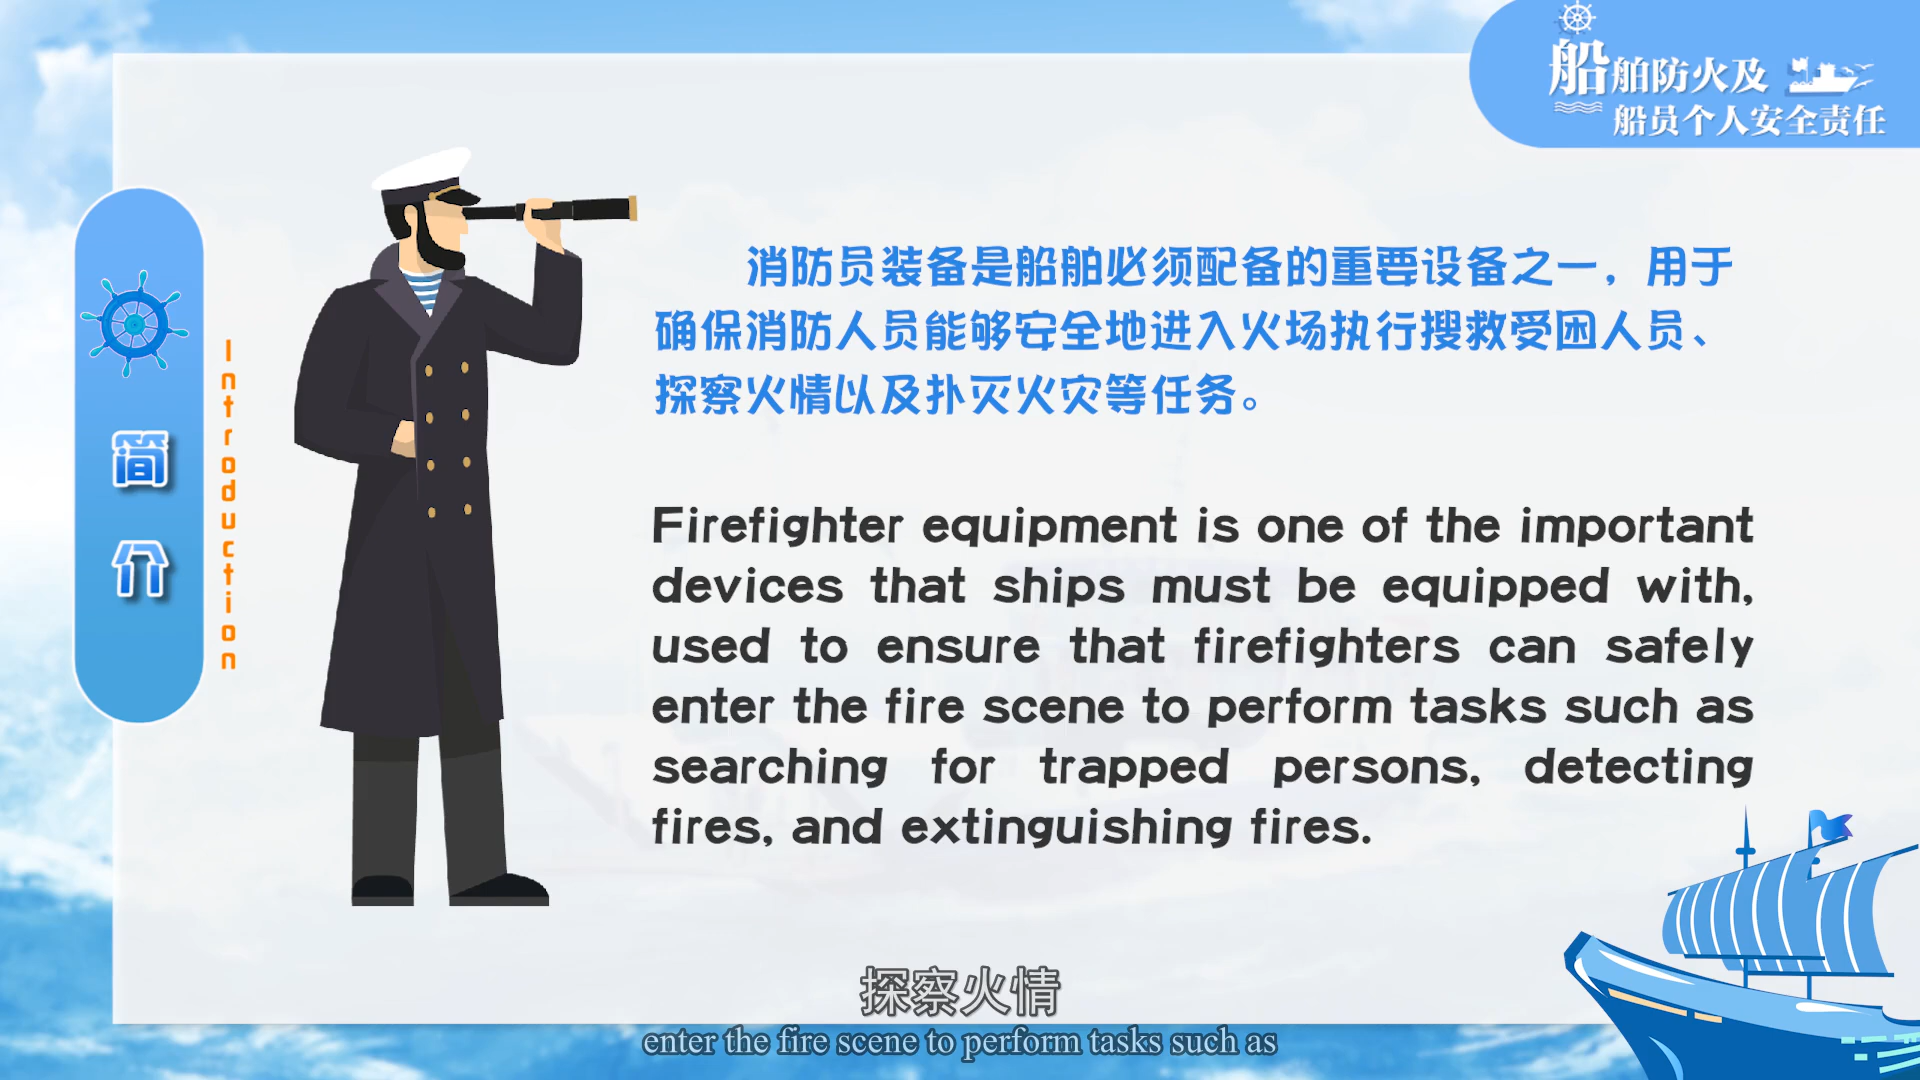 船舶防火及
船员个人安全责任
简介
Introduction
消防员装备是船舶必须配备的重要设备之一，用于
确保消防人员能够安全地进入火场执行搜救受困人员、
探察火情以及扑灭火灾等任务。
Firefighter equipment is one of the important
devices that ships must be equipped with,
used to ensure that firefighters can safely
enter the fire scene to perform tasks such as
searching for trapped persons, detecting
fires, and extinguishing fires.
探察火情
enter the fire scene to perform tasks such as